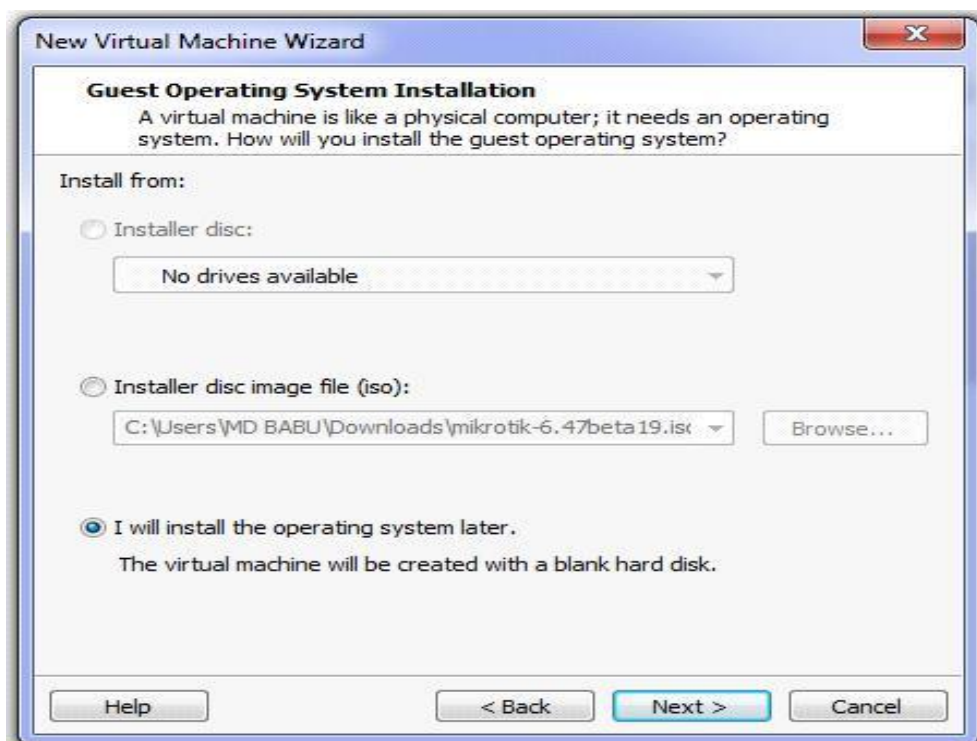 New Virtual Machine Wizard
Guest Operating System Installation
A virtual machine is like a physical computer; it needs an operating
system. How will you install the guest operating system?
Install from:
Installer disc:
No drives available
Installer disc image file (iso):
C:\Users\MD BABU\Downloads\mikrotik-6.47beta19.isc
Browse...
I will install the operating system later.
The virtual machine will be created with a blank hard disk.
Help
< Back
Next >
Cancel